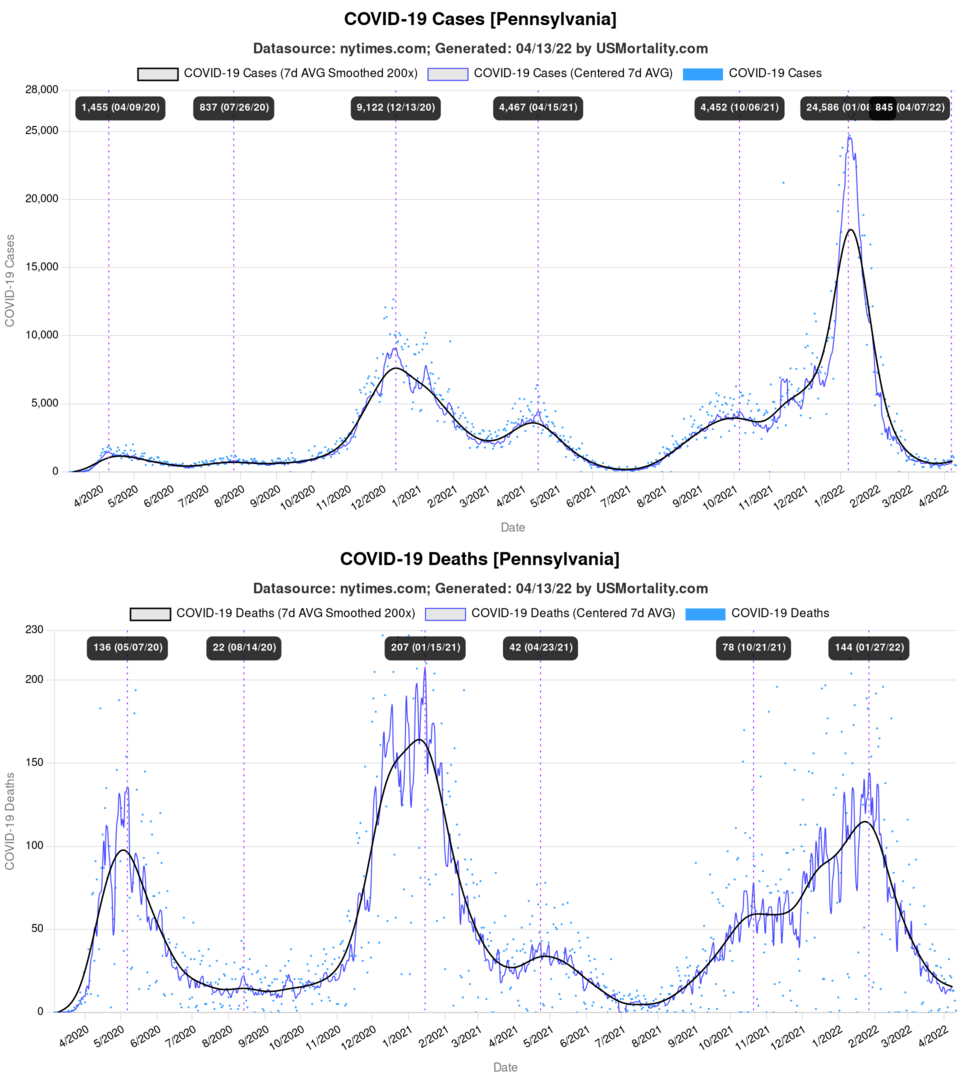 COVID-19 Cases [Pennsylvania]
Datasource: nytimes.com; Generated: 04/13/22 by USMortality.com
COVID-19 Cases (7d AVG Smoothed 200x) COVID-19 Cases (Centered 7d AVG) COVID-19 Cases
28,000
1,455 (04/09/20) 837 (07/26/20) 9,122 (12/13/20) 4,467 (04/15/21) 4,452 (10/06/21) 24,586 (01/08 845 (04/07/22)
25,000
20,000
15,000
10,000
5,000
0
COVID-19 Cases
4/2020 5/2020 6/2020 7/2020 8/2020 9/2020 10/2020 11/2020 12/2020 1/2021 2/2021 3/2021 4/2021 5/2021 6/2021 7/2021 8/2021 9/2021 10/2021 11/2021 12/2021 1/2022 2/2022 3/2022 4/2022
Date
COVID-19 Deaths [Pennsylvania]
Datasource: nytimes.com; Generated: 04/13/22 by USMortality.com
COVID-19 Deaths (7d AVG Smoothed 200x) COVID-19 Deaths (Centered 7d AVG) COVID-19 Deaths
230
136 (05/07/20) 22 (08/14/20) 207 (01/15/21) 42 (04/23/21) 78 (10/21/21) 144 (01/27/22)
200
150
100
50
0
COVID-19 Deaths
4/2020 5/2020 6/2020 7/2020 8/2020 9/2020 10/2020 11/2020 12/2020 1/2021 2/2021 3/2021 4/2021 5/2021 6/2021 7/2021 8/2021 9/2021 10/2021 11/2021 12/2021 1/2022 2/2022 3/2022 4/2022
Date